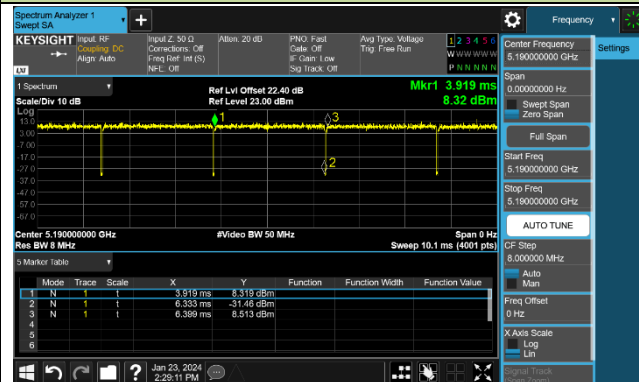 Spectrum Analyzer 1
Swept SA
Frequency
KEYSIGHT
Input: RF
Coupling: DC
Align: Auto
Input Z: 50 Ω
Corrections: Off
Freq Ref: Int (S)
NFE: Off
Atten: 20 dB
PNO: Fast
Gate: Off
IF Gain: Low
Sig Track: Off
Avg Type: Voltage
Trig: Free Run
1 2 3 4 5 6
W W W W W W
P N N N N N
LXI
1 Spectrum
Scale/Div 10 dB
Ref Lvl Offset 22.40 dB
Ref Level 23.00 dBm
Mkr1 3.919 ms
8.32 dBm
Log
13.0
3.00
-7.00
-17.0
-27.0
-37.0
-47.0
-57.0
-67.0
1
3
2
Center 5.190000000 GHz
Res BW 8 MHz
#Video BW 50 MHz
Span 0 Hz
Sweep 10.1 ms (4001 pts)
5 Marker Table
Mode Trace Scale X Y Function Function Width Function Value
1 N 1 t 3.919 ms 8.319 dBm
2 N 1 t 6.333 ms -31.46 dBm
3 N 1 t 6.399 ms 8.513 dBm
4
5
6
Jan 23, 2024
2:29:11 PM
Center Frequency
5.190000000 GHz
Settings
Span
0.00000000 Hz
Swept Span
Zero Span
Full Span
Start Freq
5.190000000 GHz
Stop Freq
5.190000000 GHz
AUTO TUNE
CF Step
8.000000 MHz
Auto
Man
Freq Offset
0 Hz
X Axis Scale
Log
Lin
Signal Track
(Span Zoom)